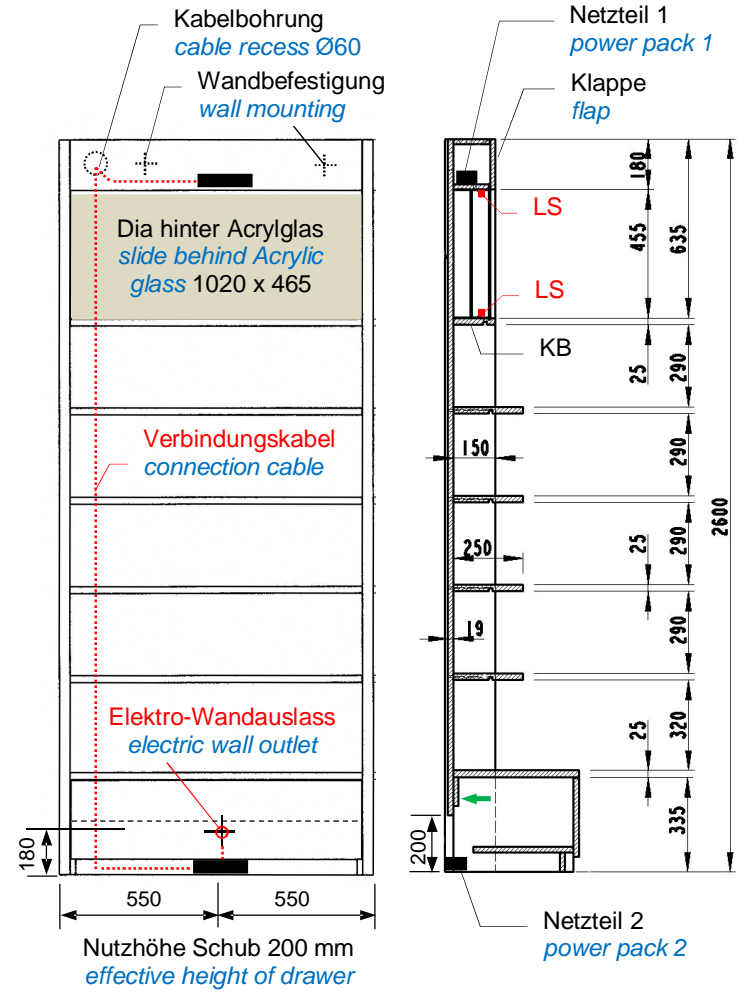 Kabelbohrung
cable recess Ø60
Wandbefestigung
wall mounting
Netzteil 1
power pack 1
Klappe
flap
Dia hinter Acrylglas
slide behind Acrylic
glass 1020 x 465
LS
LS
KB
180
455
635
25
290
Verbindungskabel
connection cable
150
290
250
25
290
2600
19
290
Elektro-Wandauslass
electric wall outlet
25
320
180
200
335
550
550
Nutzhöhe Schub 200 mm
effective height of drawer
Netzteil 2
power pack 2